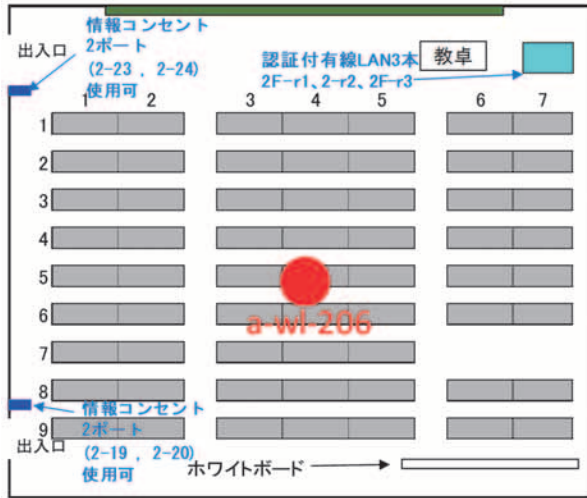 情報コンセント
出入口
2ポート
(2-23 , 2-24)
使用可
認証付有線LAN3本
2F-r1、2-r2、2F-r3
教卓
1 2 3 4 5 6 7
1
2
3
4
5
6
7
8
9
a-wl-206
情報コンセント
2ポート
出入口
(2-19 , 2-20)
使用可
ホワイトボード